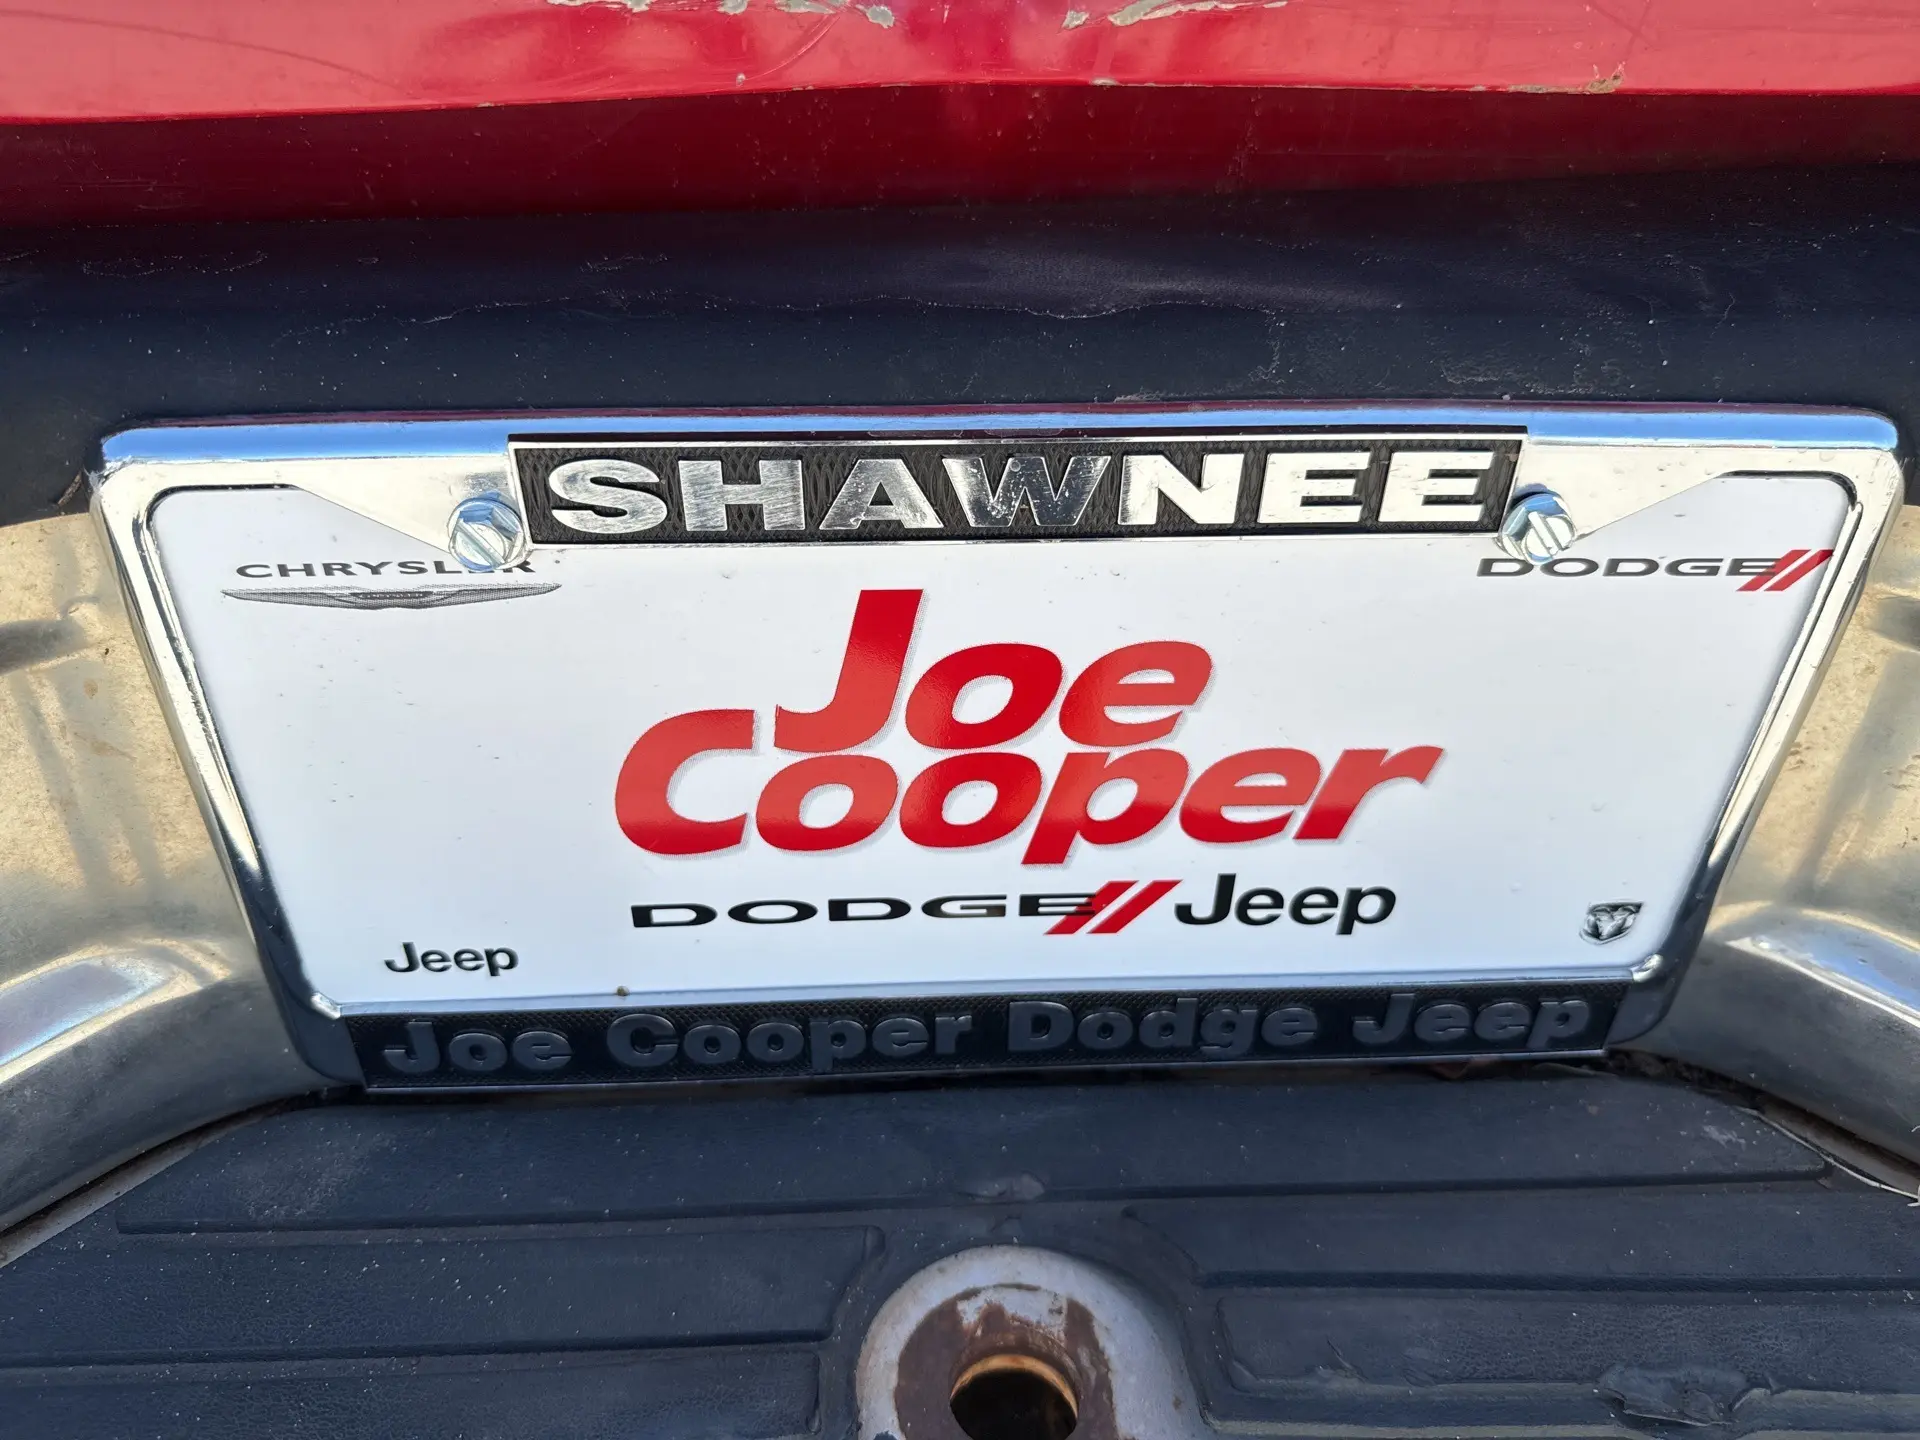 SHAWNEE
CHRYSLER
DODGE
Joe
Cooper
DODGE Jeep
Jeep
Joe Cooper Dodge Jeep